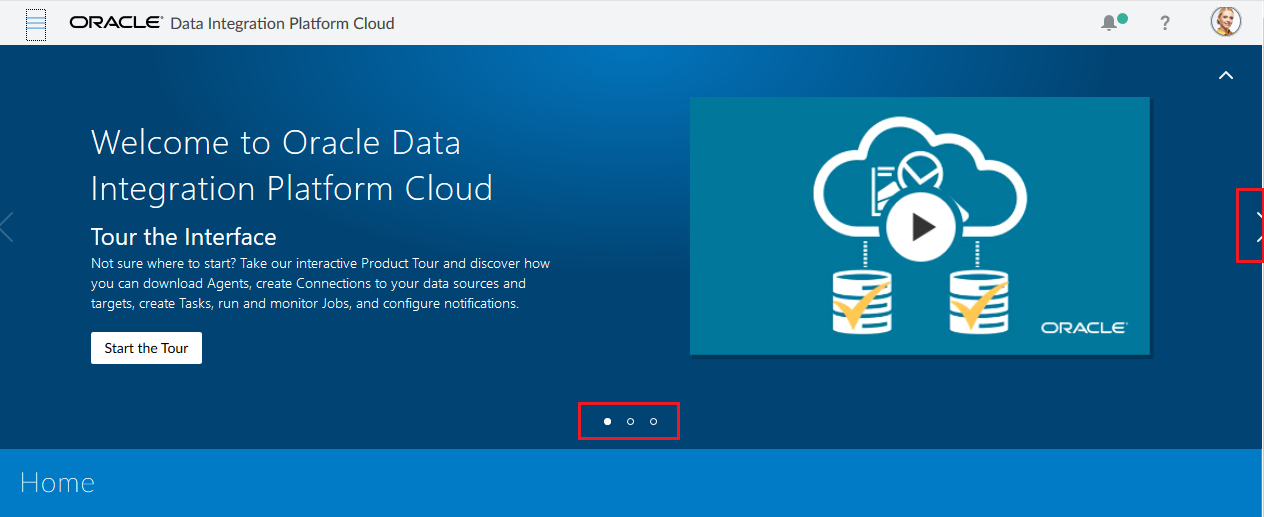 ORACLE® Data Integration Platform Cloud
?
Welcome to Oracle Data
Integration Platform Cloud
Tour the Interface
Not sure where to start? Take our interactive Product Tour and discover how
you can download Agents, create Connections to your data sources and
targets, create Tasks, run and monitor Jobs, and configure notifications.
Start the Tour
ORACLE®
Home